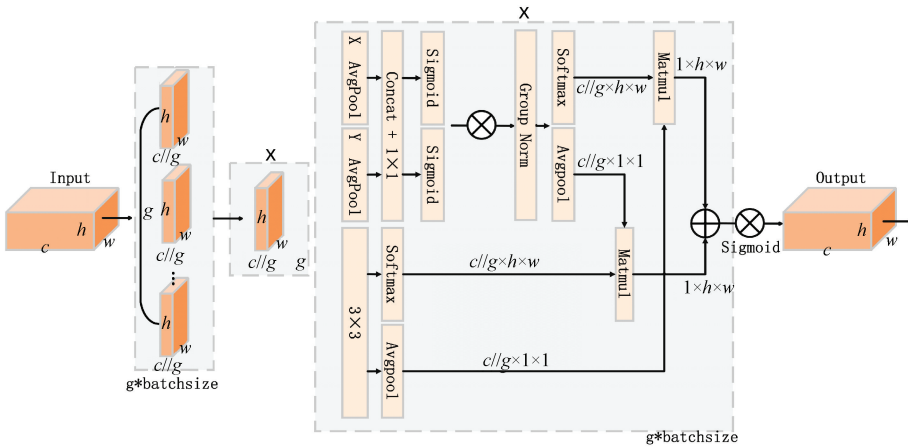 Input
h
w
c
h
w
c//g
g
h
w
c//g
h
w
c//g
g*batchsize
X
h
w
c//g
g
X
X AvgPool
Y AvgPool
Concat + 1×1
Sigmoid
Sigmoid
Group Norm
Softmax
Avgpool
c//g×h×w
c//g×1×1
Matmul
1×h×w
3×3
Softmax
Avgpool
c//g×h×w
c//g×1×1
Matmul
1×h×w
g*batchsize
Sigmoid
Output
h
w
c